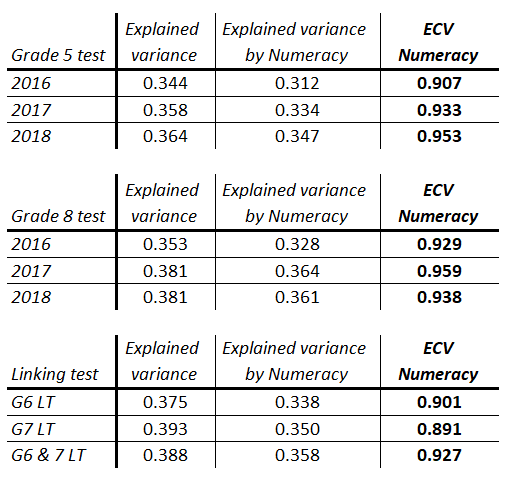 Explained Explained variance ECV
Grade 5 test variance by Numeracy Numeracy
2016 0.344 0.312 0.907
2017 0.358 0.334 0.933
2018 0.364 0.347 0.953
Explained Explained variance ECV
Grade 8 test variance by Numeracy Numeracy
2016 0.353 0.328 0.929
2017 0.381 0.364 0.959
2018 0.381 0.361 0.938
Explained Explained variance ECV
Linking test variance by Numeracy Numeracy
G6 LT 0.375 0.338 0.901
G7 LT 0.393 0.350 0.891
G6 & 7 LT 0.388 0.358 0.927